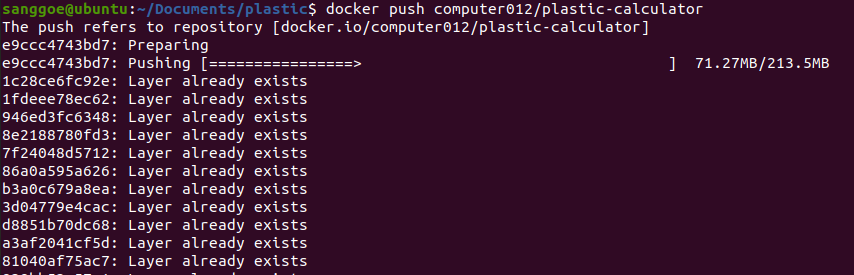 sanggoe@ubuntu:~/Documents/plastic$ docker push computer012/plastic-calculator
The push refers to repository [docker.io/computer012/plastic-calculator]
e9ccc4743bd7: Preparing
e9ccc4743bd7: Pushing [================>                                  ]  71.27MB/213.5MB
1c28ce6fc92e: Layer already exists
1fdeee78ec62: Layer already exists
946ed3fc6348: Layer already exists
8e2188780fd3: Layer already exists
7f24048d5712: Layer already exists
86a0a595a626: Layer already exists
b3a0c679a8ea: Layer already exists
3d04779e4cac: Layer already exists
d8851b70dc68: Layer already exists
a3af2041cf5d: Layer already exists
81040af75ac7: Layer already exists
Layer already exists